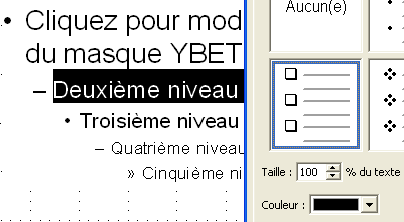 • Cliquez pour mod
du masque YBET
– Deuxième niveau
• Troisième niveau
– Quatrième niveau
» Cinquième ni
Aucun(e)
Taille : 100 % du texte
Couleur :